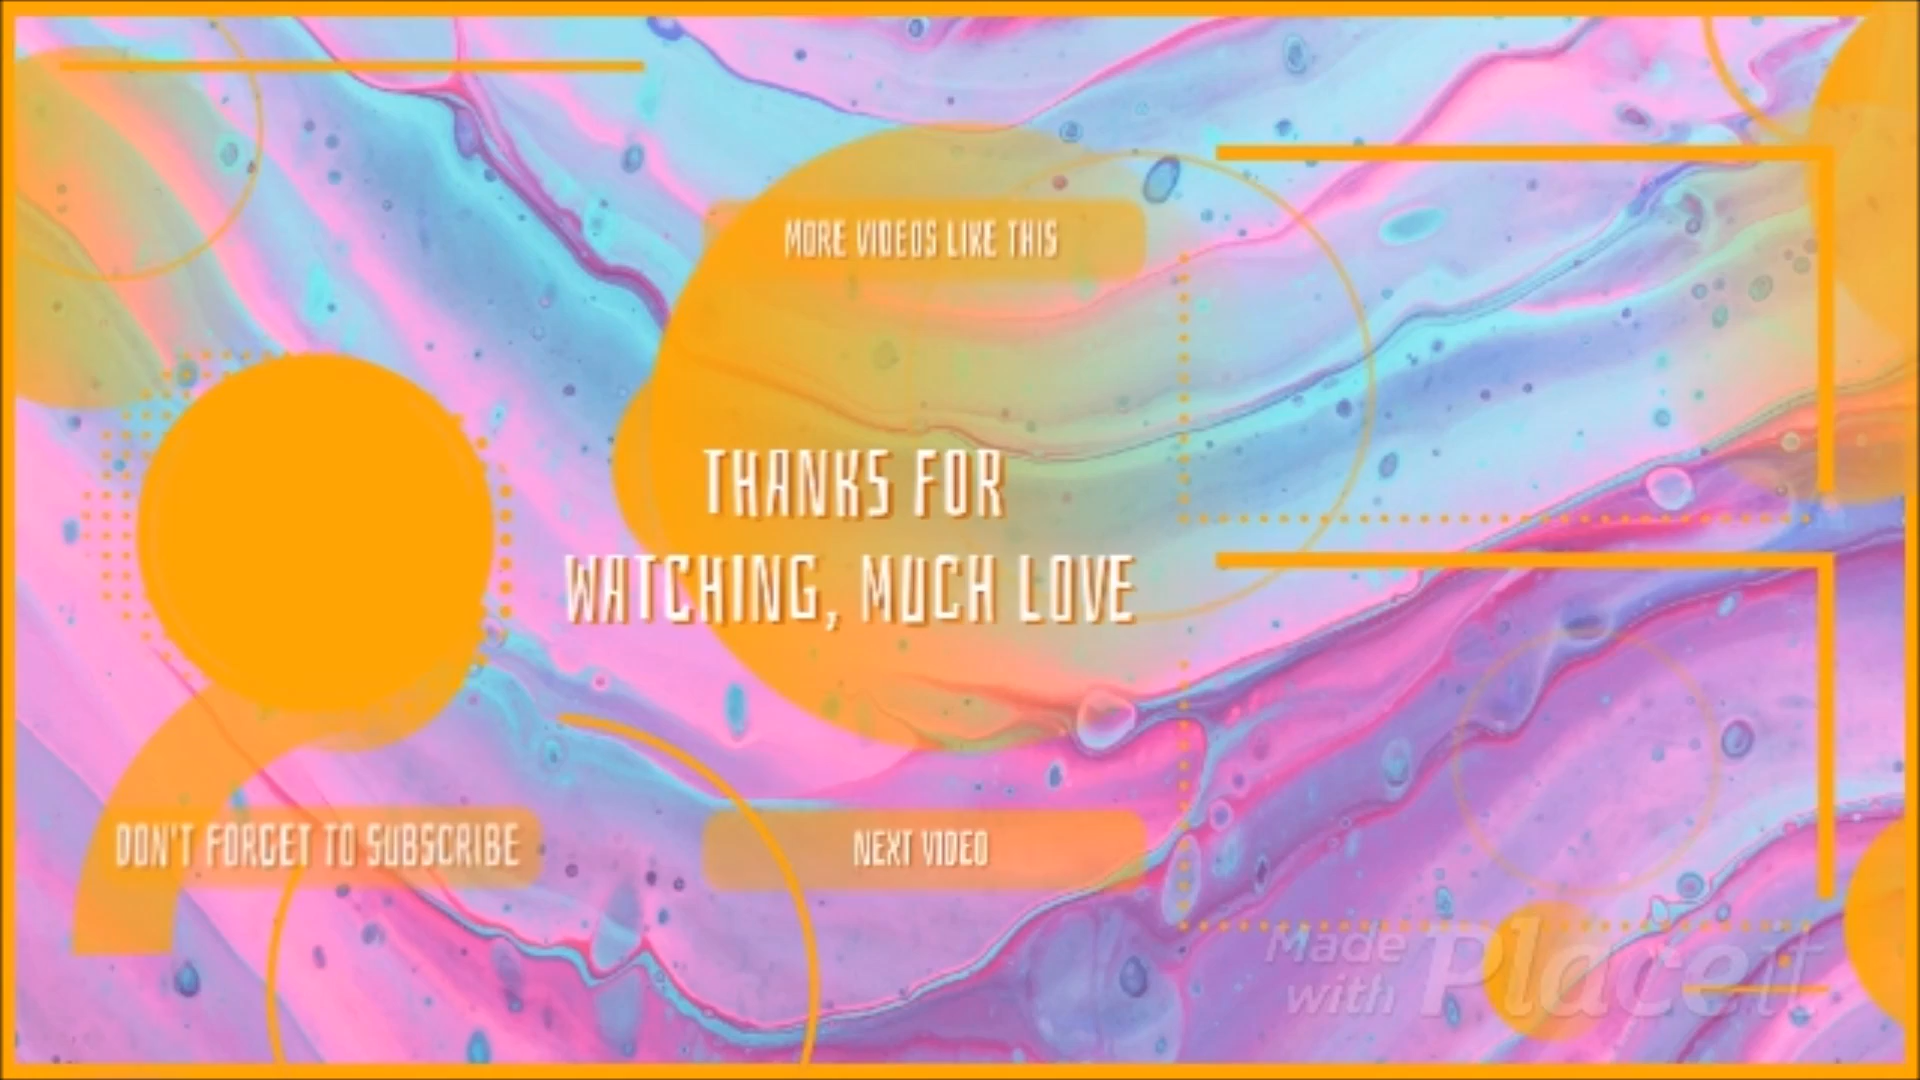 MORE VIDEOS LIKE THIS
THANKS FOR
WATCHING, MUCH LOVE
DON'T FORGET TO SUBSCRIBE
NEXT VIDEO
Made
with Placeit